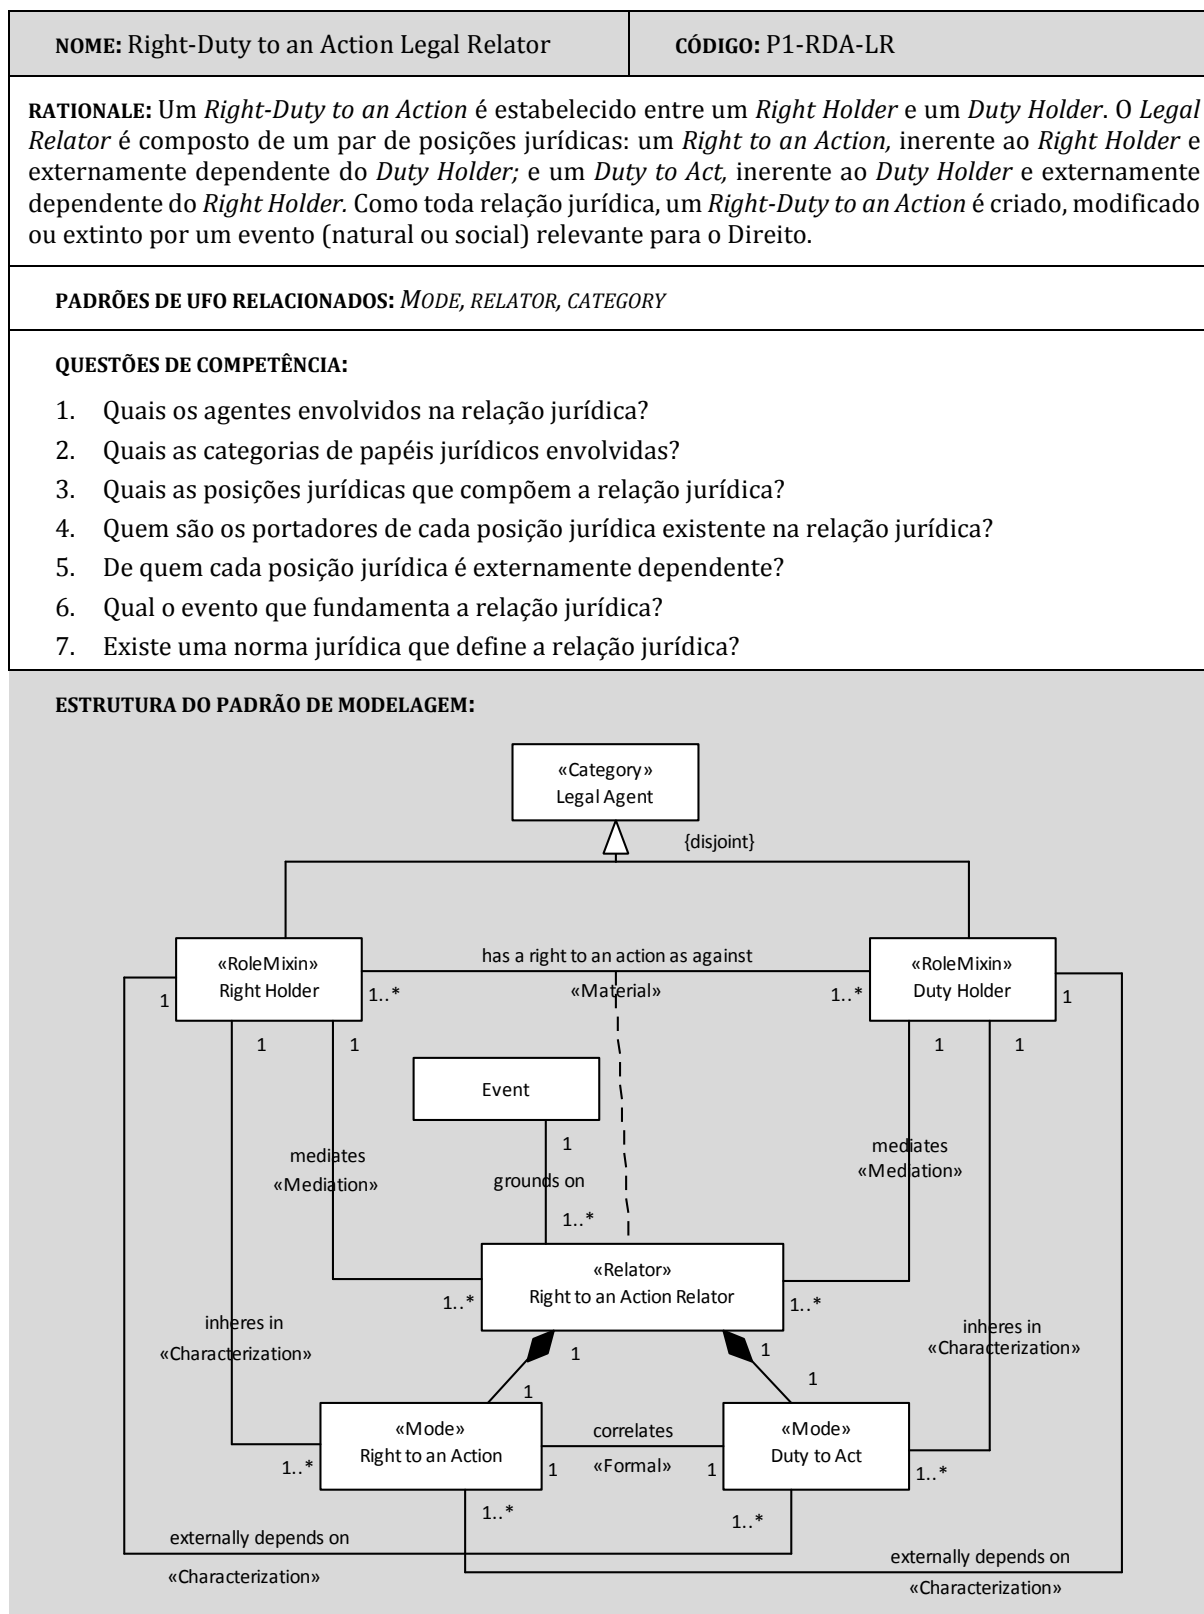 NOME: Right-Duty to an Action Legal Relator
CÓDIGO: P1-RDA-LR
RATIONALE: Um Right-Duty to an Action é estabelecido entre um Right Holder e um Duty Holder. O Legal
Relator é composto de um par de posições jurídicas: um Right to an Action, inerente ao Right Holder e
externamente dependente do Duty Holder; e um Duty to Act, inerente ao Duty Holder e externamente
dependente do Right Holder. Como toda relação jurídica, um Right-Duty to an Action é criado, modificado
ou extinto por um evento (natural ou social) relevante para o Direito.
PADRÕES DE UFO RELACIONADOS: MODE, RELATOR, CATEGORY
QUESTÕES DE COMPETÊNCIA:
1. Quais os agentes envolvidos na relação jurídica?
2. Quais as categorias de papéis jurídicos envolvidas?
3. Quais as posições jurídicas que compõem a relação jurídica?
4. Quem são os portadores de cada posição jurídica existente na relação jurídica?
5. De quem cada posição jurídica é externamente dependente?
6. Qual o evento que fundamenta a relação jurídica?
7. Existe uma norma jurídica que define a relação jurídica?
ESTRUTURA DO PADRÃO DE MODELAGEM:
«Category»
Legal Agent
{disjoint}
«RoleMixin»
Right Holder
has a right to an action as against
«Material»
«RoleMixin»
Duty Holder
1
1..*
1..*
1
1
1
1
1
Event
1
grounds on
1..*
mediates
«Mediation»
mediates
«Mediation»
«Relator»
Right to an Action Relator
1..*
1..*
inheres in
«Characterization»
inheres in
«Characterization»
1
1
1
1
«Mode»
Right to an Action
correlates
«Formal»
«Mode»
Duty to Act
1..*
1
1
1..*
1..*
1..*
externally depends on
«Characterization»
externally depends on
«Characterization»